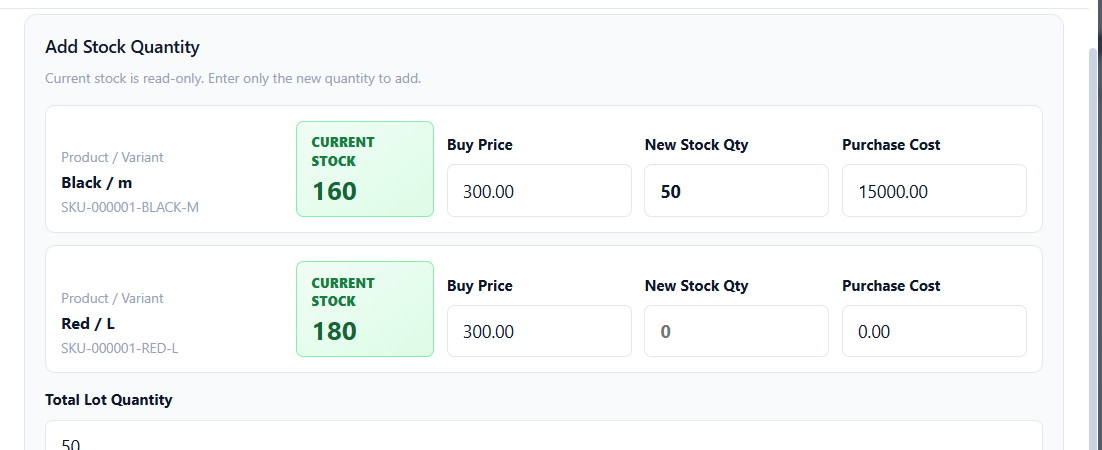 Add Stock Quantity
Current stock is read-only. Enter only the new quantity to add.
Product / Variant
Black / m
SKU-000001-BLACK-M
CURRENT
STOCK
160
Buy Price
300.00
New Stock Qty
50
Purchase Cost
15000.00
Product / Variant
Red / L
SKU-000001-RED-L
CURRENT
STOCK
180
Buy Price
300.00
New Stock Qty
0
Purchase Cost
0.00
Total Lot Quantity
50